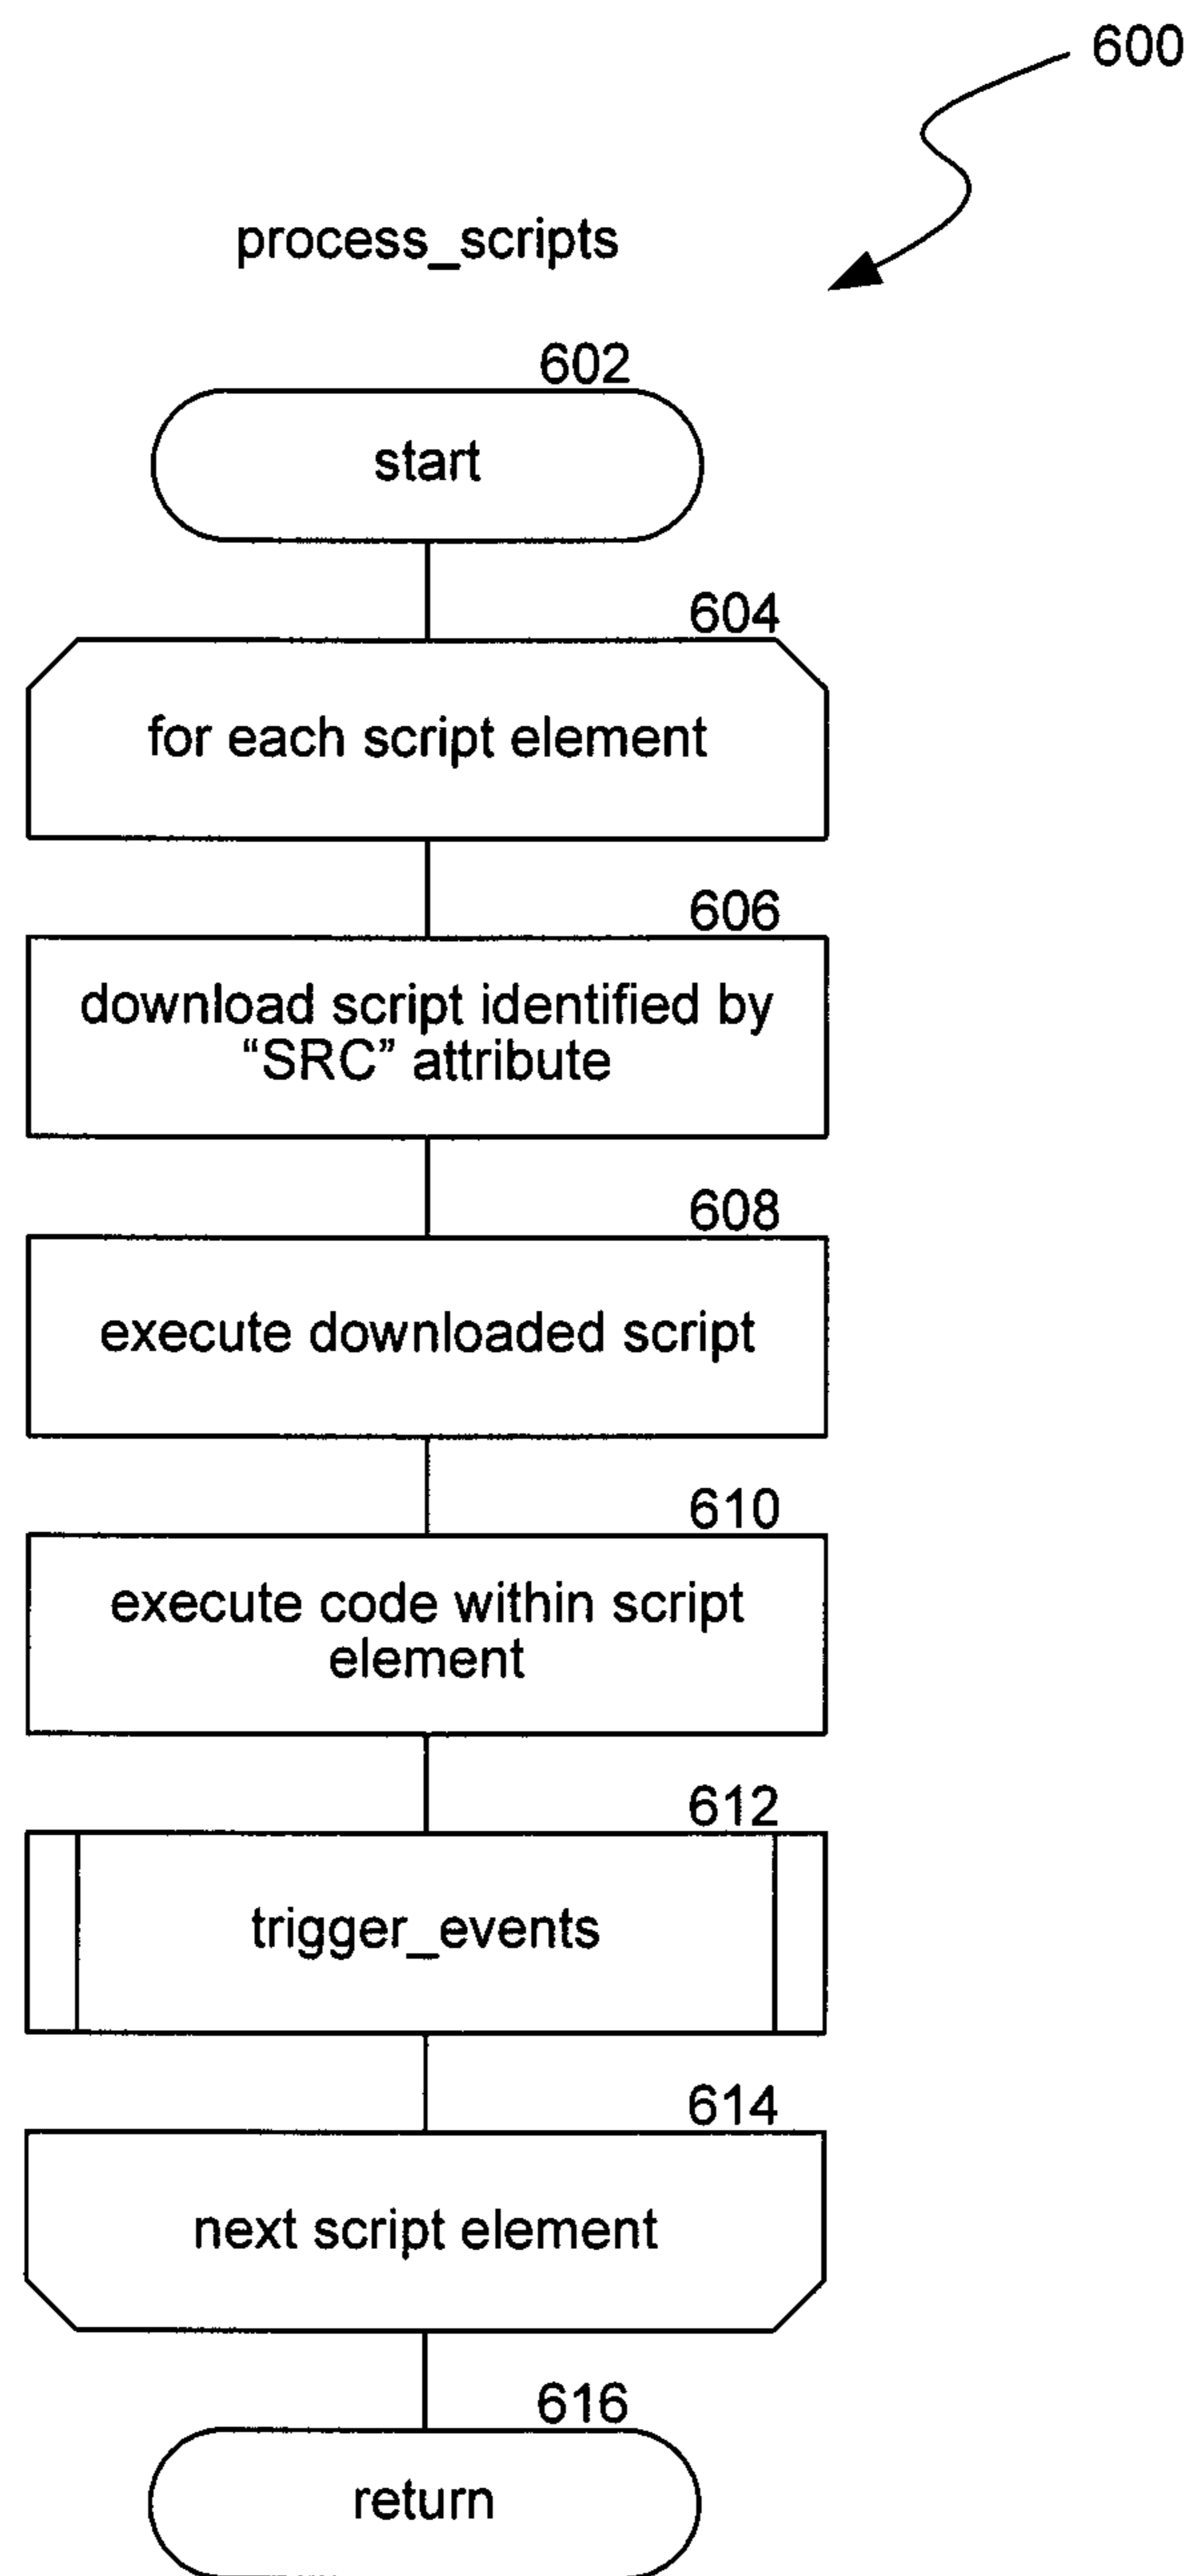 600
process_scripts
602
start
604
for each script element
606
download script identified by
“SRC” attribute
608
execute downloaded script
610
execute code within script
element
612
trigger_events
614
next script element
616
return